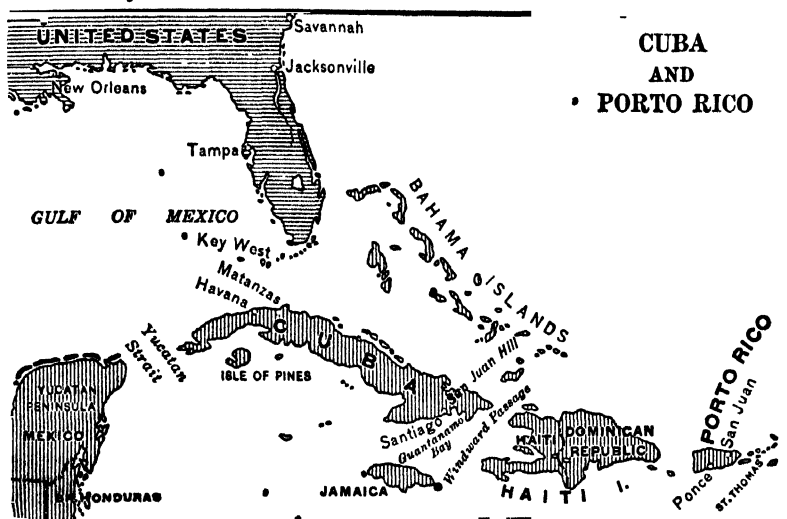 CUBA
AND
PORTO RICO
UNITED STATES
Savannah
Jacksonville
New Orleans
Tampa
GULF OF MEXICO
Key West
BAHAMA ISLANDS
Matanzas
Havana
CUBA
Yucatan
Strait
ISLE OF PINES
San Juan Hill
YUCATAN
PENINSULA
MEXICO
Santiago
Guantanamo
Bay
Windward Passage
HAITI
DOMINICAN
REPUBLIC
PORTO RICO
San Juan
Ponce
ST. THOMAS
JAMAICA
HAITI I.
BR. HONDURAS